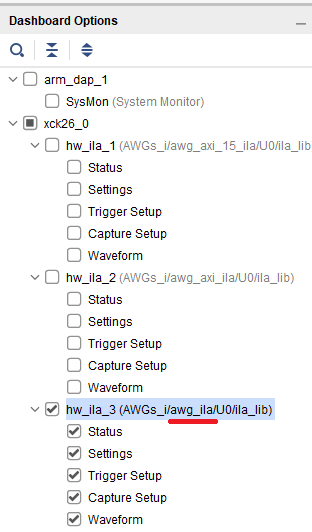 Dashboard Options
arm_dap_1
SysMon (System Monitor)
xck26_0
hw_ila_1 (AWGs_i/awg_axi_15_ila/U0/ila_lib
Status
Settings
Trigger Setup
Capture Setup
Waveform
hw_ila_2 (AWGs_i/awg_axi_ila/U0/ila_lib)
Status
Settings
Trigger Setup
Capture Setup
Waveform
hw_ila_3 (AWGs_i/awg_ila/U0/ila_lib)
Status
Settings
Trigger Setup
Capture Setup
Waveform